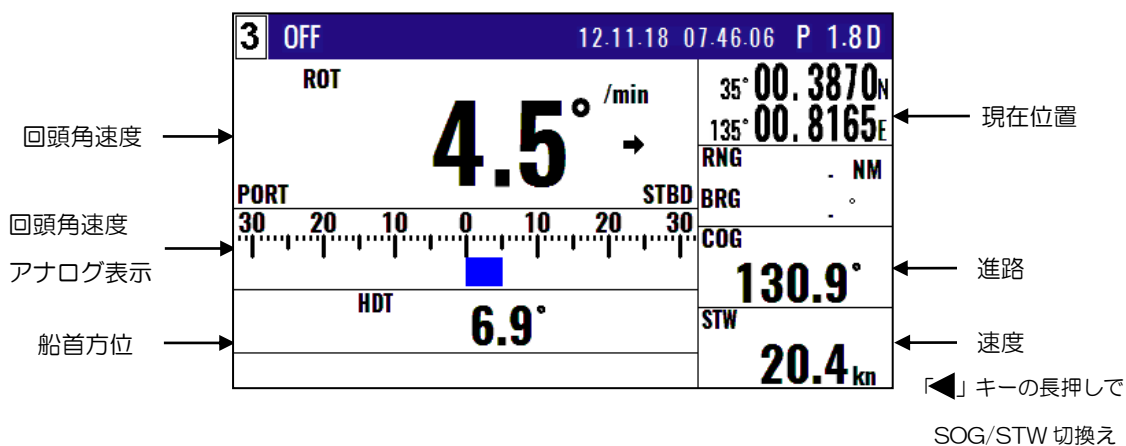 3 OFF 12-11-18 07.46.06 P 1.8D
ROT
4.5° /min
➡
PORT STBD
30 20 10 0 10 20 30
HDT
6.9°
35°00.3870N
135°00.8165E
RNG . NM
BRG . °
COG
130.9°
STW
20.4kn
回頭角速度
回頭角速度
アナログ表示
船首方位
現在位置
進路
速度
「◀」キーの長押しで
SOG/STW 切換え